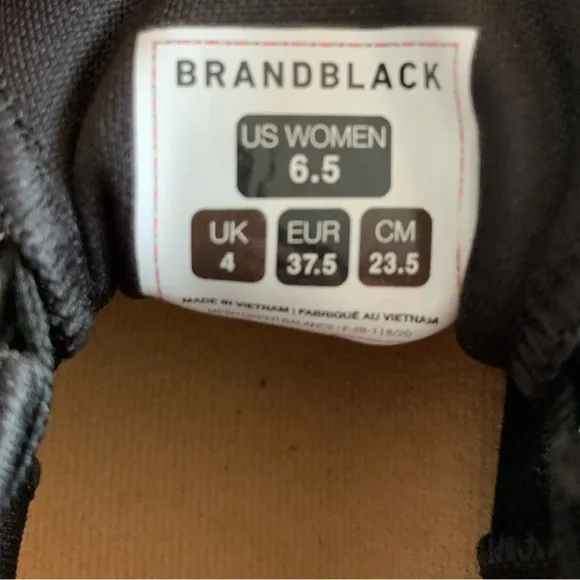 BRANDBLACK
US WOMEN
6.5
UK EUR CM
4 37.5 23.5
MADE IN VIETNAM | FABRIQUÉ AU VIETNAM